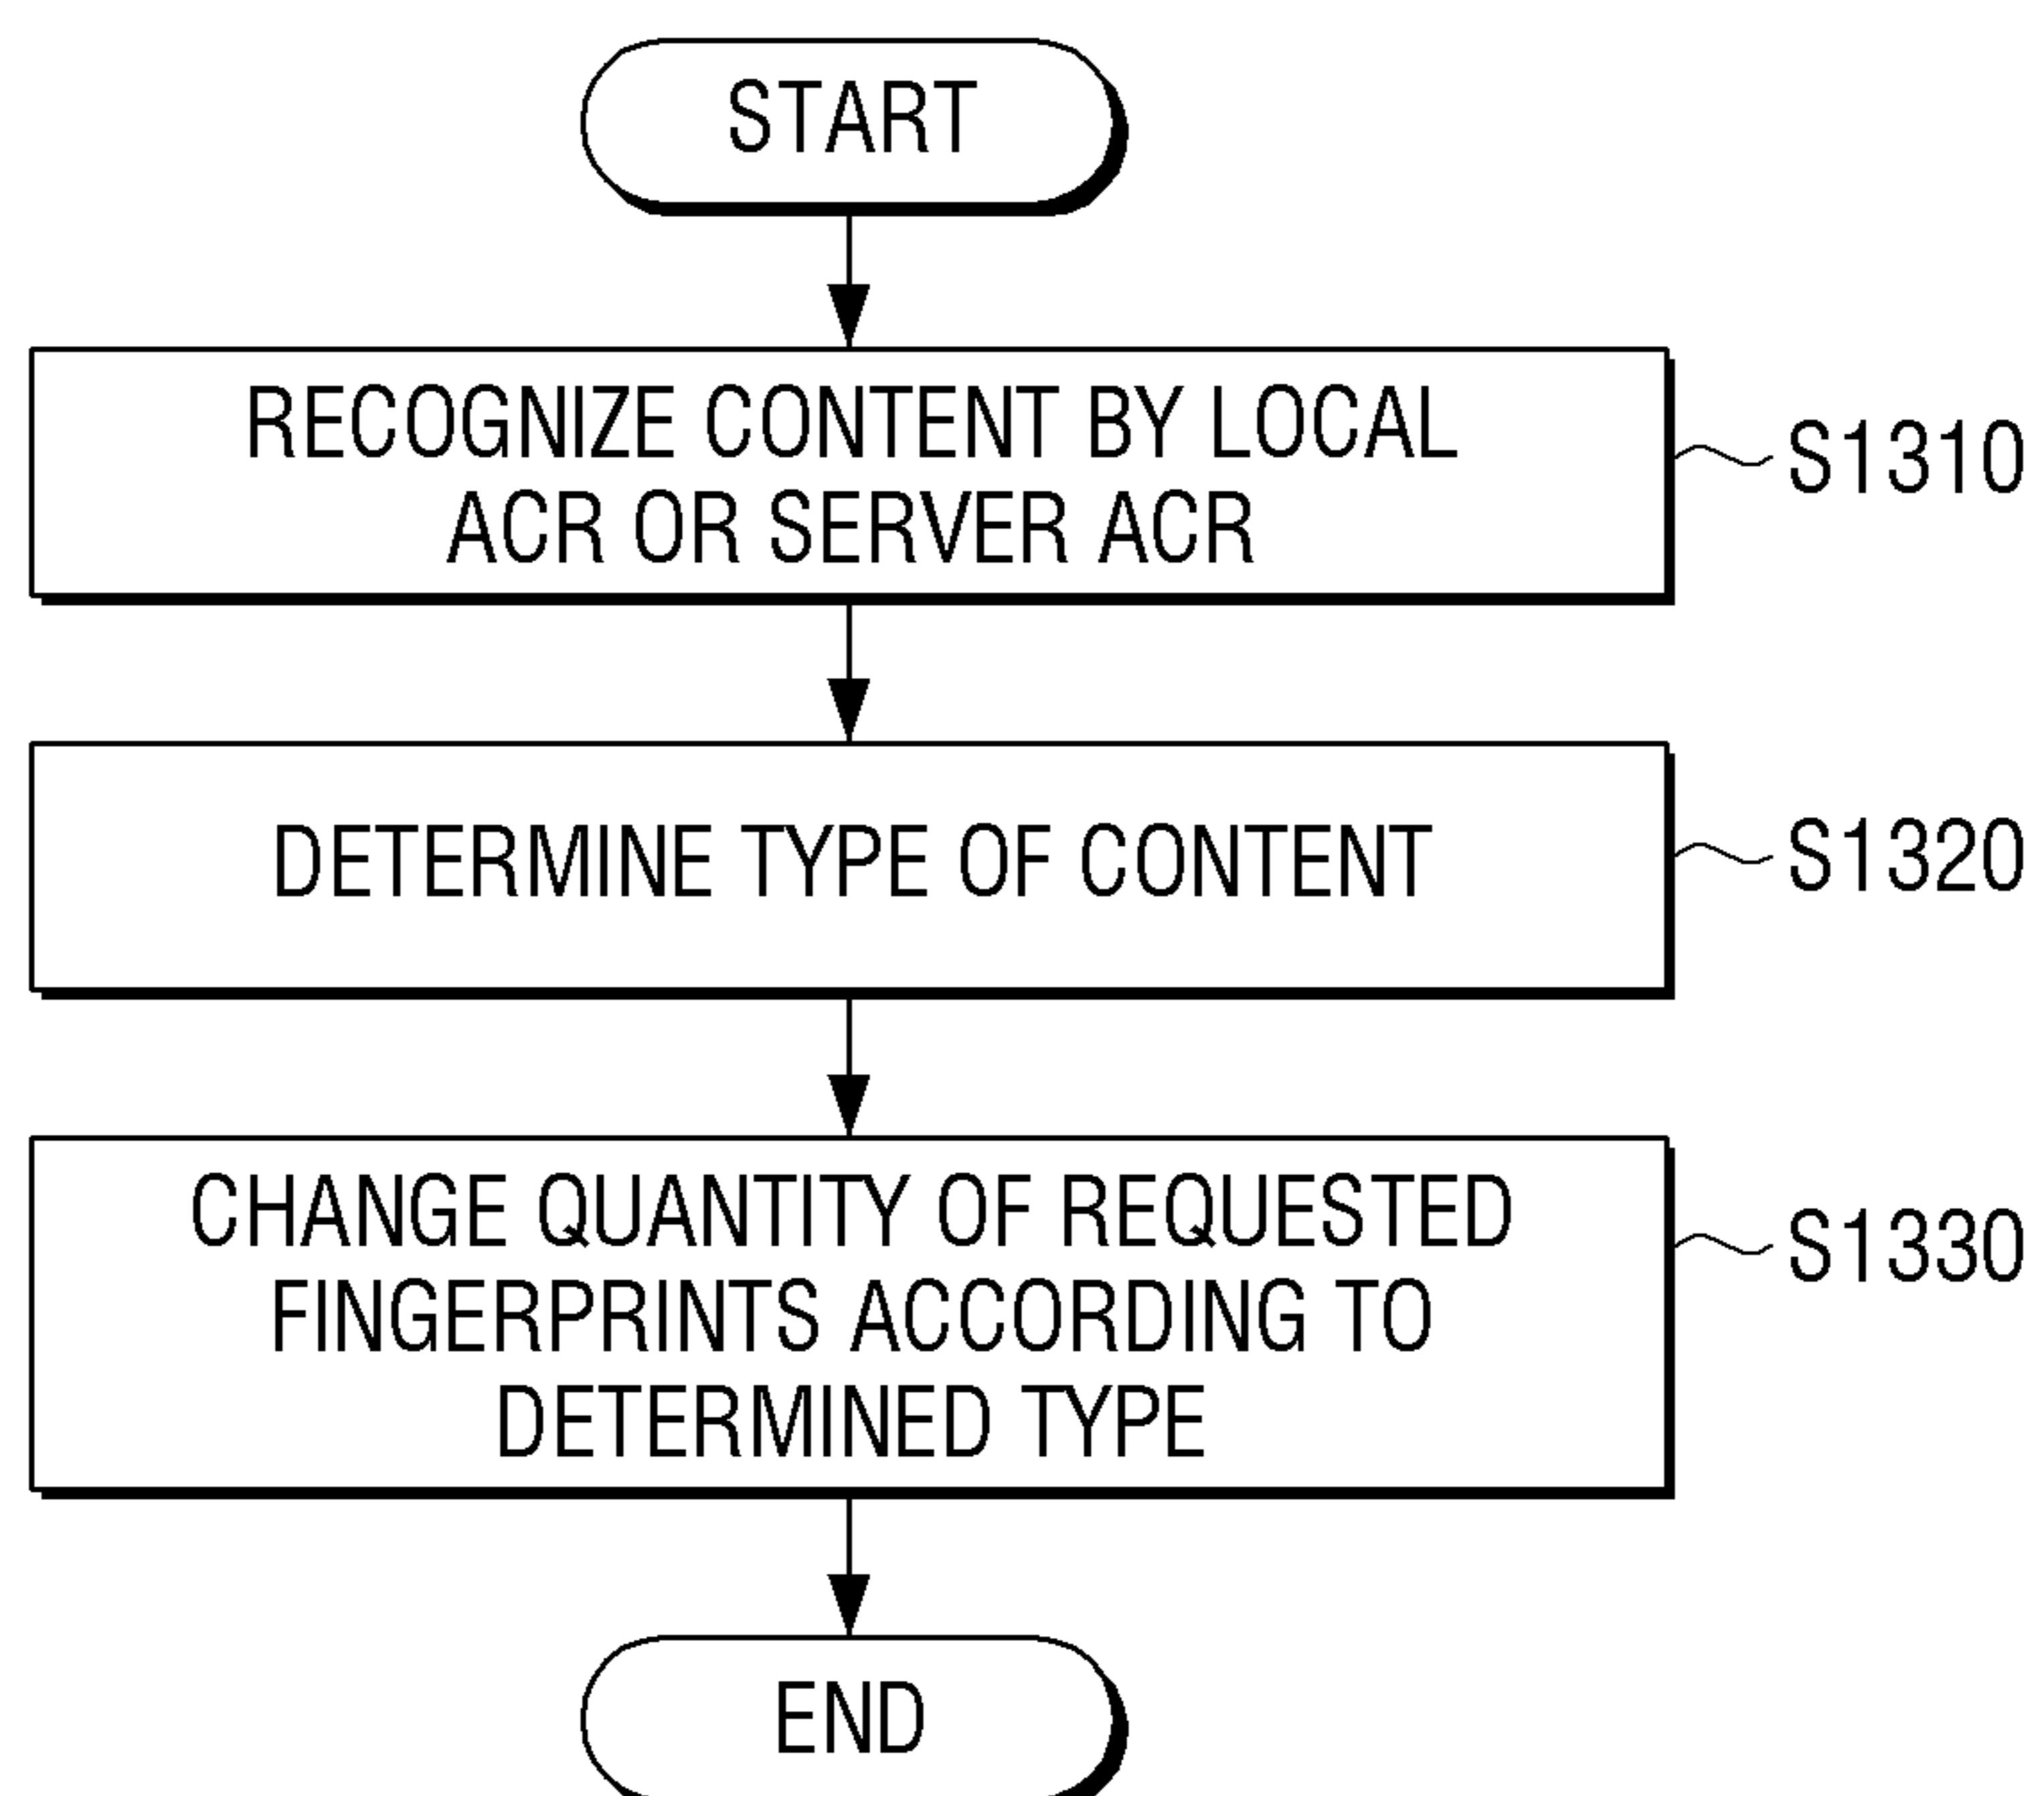 START
RECOGNIZE CONTENT BY LOCAL
ACR OR SERVER ACR
S1310
DETERMINE TYPE OF CONTENT
S1320
CHANGE QUANTITY OF REQUESTED
FINGERPRINTS ACCORDING TO
DETERMINED TYPE
S1330
END